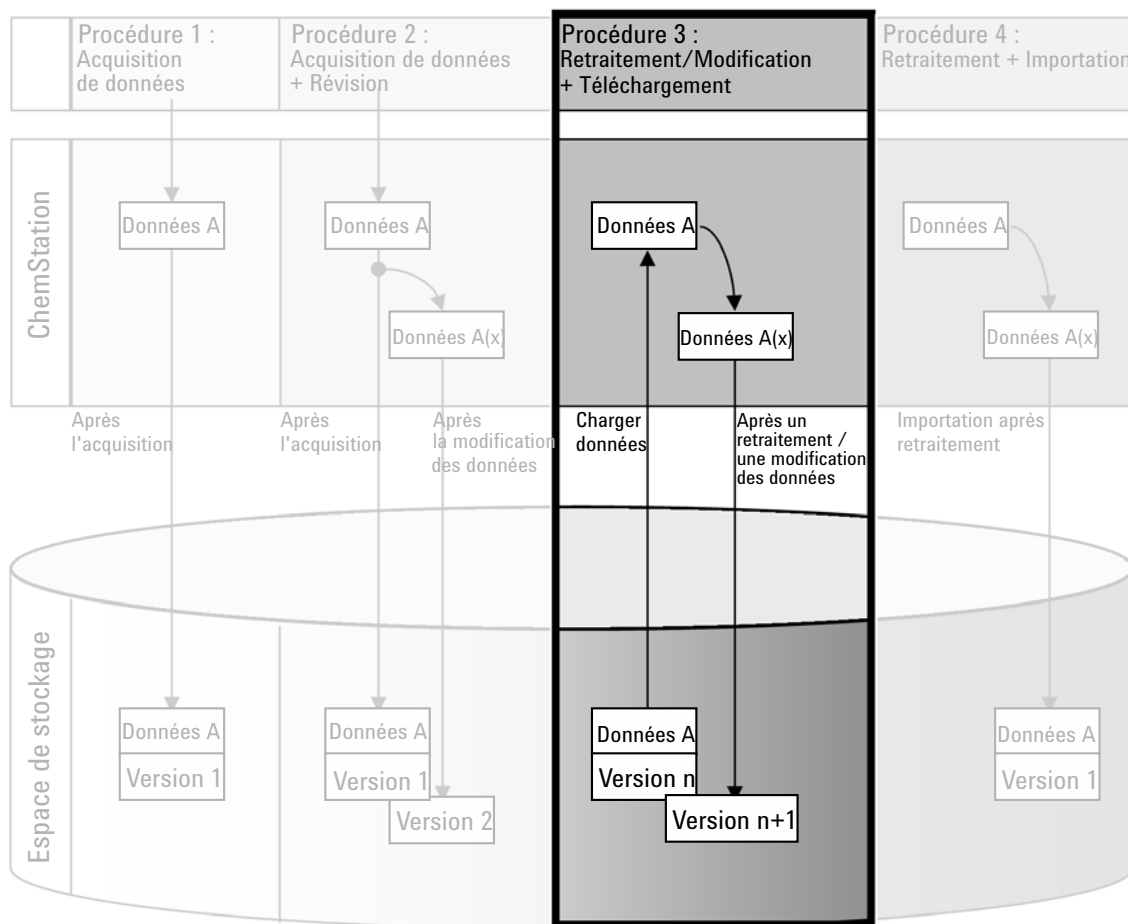 Procédure 1 :
Acquisition
de données
Procédure 2 :
Acquisition de données
+ Révision
Procédure 3 :
Retraitement/Modification
+ Téléchargement
Procédure 4 :
Retraitement + Importation
ChemStation
Données A
Données A
Données A(x)
Données A
Données A(x)
Données A
Données A(x)
Après
l'acquisition
Après
l'acquisition
Après
la modification
des données
Charger
données
Après un
retraitement /
une modification
des données
Importation après
retraitement
Espace de stockage
Données A
Version 1
Données A
Version 1
Version 2
Données A
Version n
Version n+1
Données A
Version 1